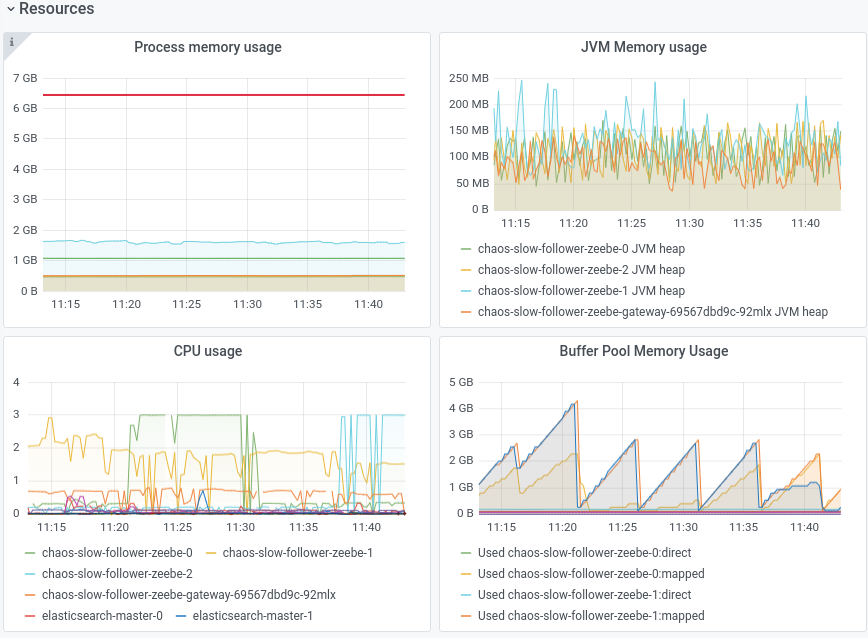 Resources
i
Process memory usage
7 GB
6 GB
5 GB
4 GB
3 GB
2 GB
1 GB
0 B
11:15 11:20 11:25 11:30 11:35 11:40
JVM Memory usage
250 MB
200 MB
150 MB
100 MB
50 MB
0 B
11:15 11:20 11:25 11:30 11:35 11:40
chaos-slow-follower-zeebe-0 JVM heap
chaos-slow-follower-zeebe-2 JVM heap
chaos-slow-follower-zeebe-1 JVM heap
chaos-slow-follower-zeebe-gateway-69567dbd9c-92mlx JVM heap
CPU usage
4
3
2
1
0
11:15 11:20 11:25 11:30 11:35 11:40
chaos-slow-follower-zeebe-0 chaos-slow-follower-zeebe-1
chaos-slow-follower-zeebe-2
chaos-slow-follower-zeebe-gateway-69567dbd9c-92mlx
elasticsearch-master-0 elasticsearch-master-1
Buffer Pool Memory Usage
5 GB
4 GB
3 GB
2 GB
1 GB
0 B
11:15 11:20 11:25 11:30 11:35 11:40
Used chaos-slow-follower-zeebe-0:direct
Used chaos-slow-follower-zeebe-0:mapped
Used chaos-slow-follower-zeebe-1:direct
Used chaos-slow-follower-zeebe-1:mapped